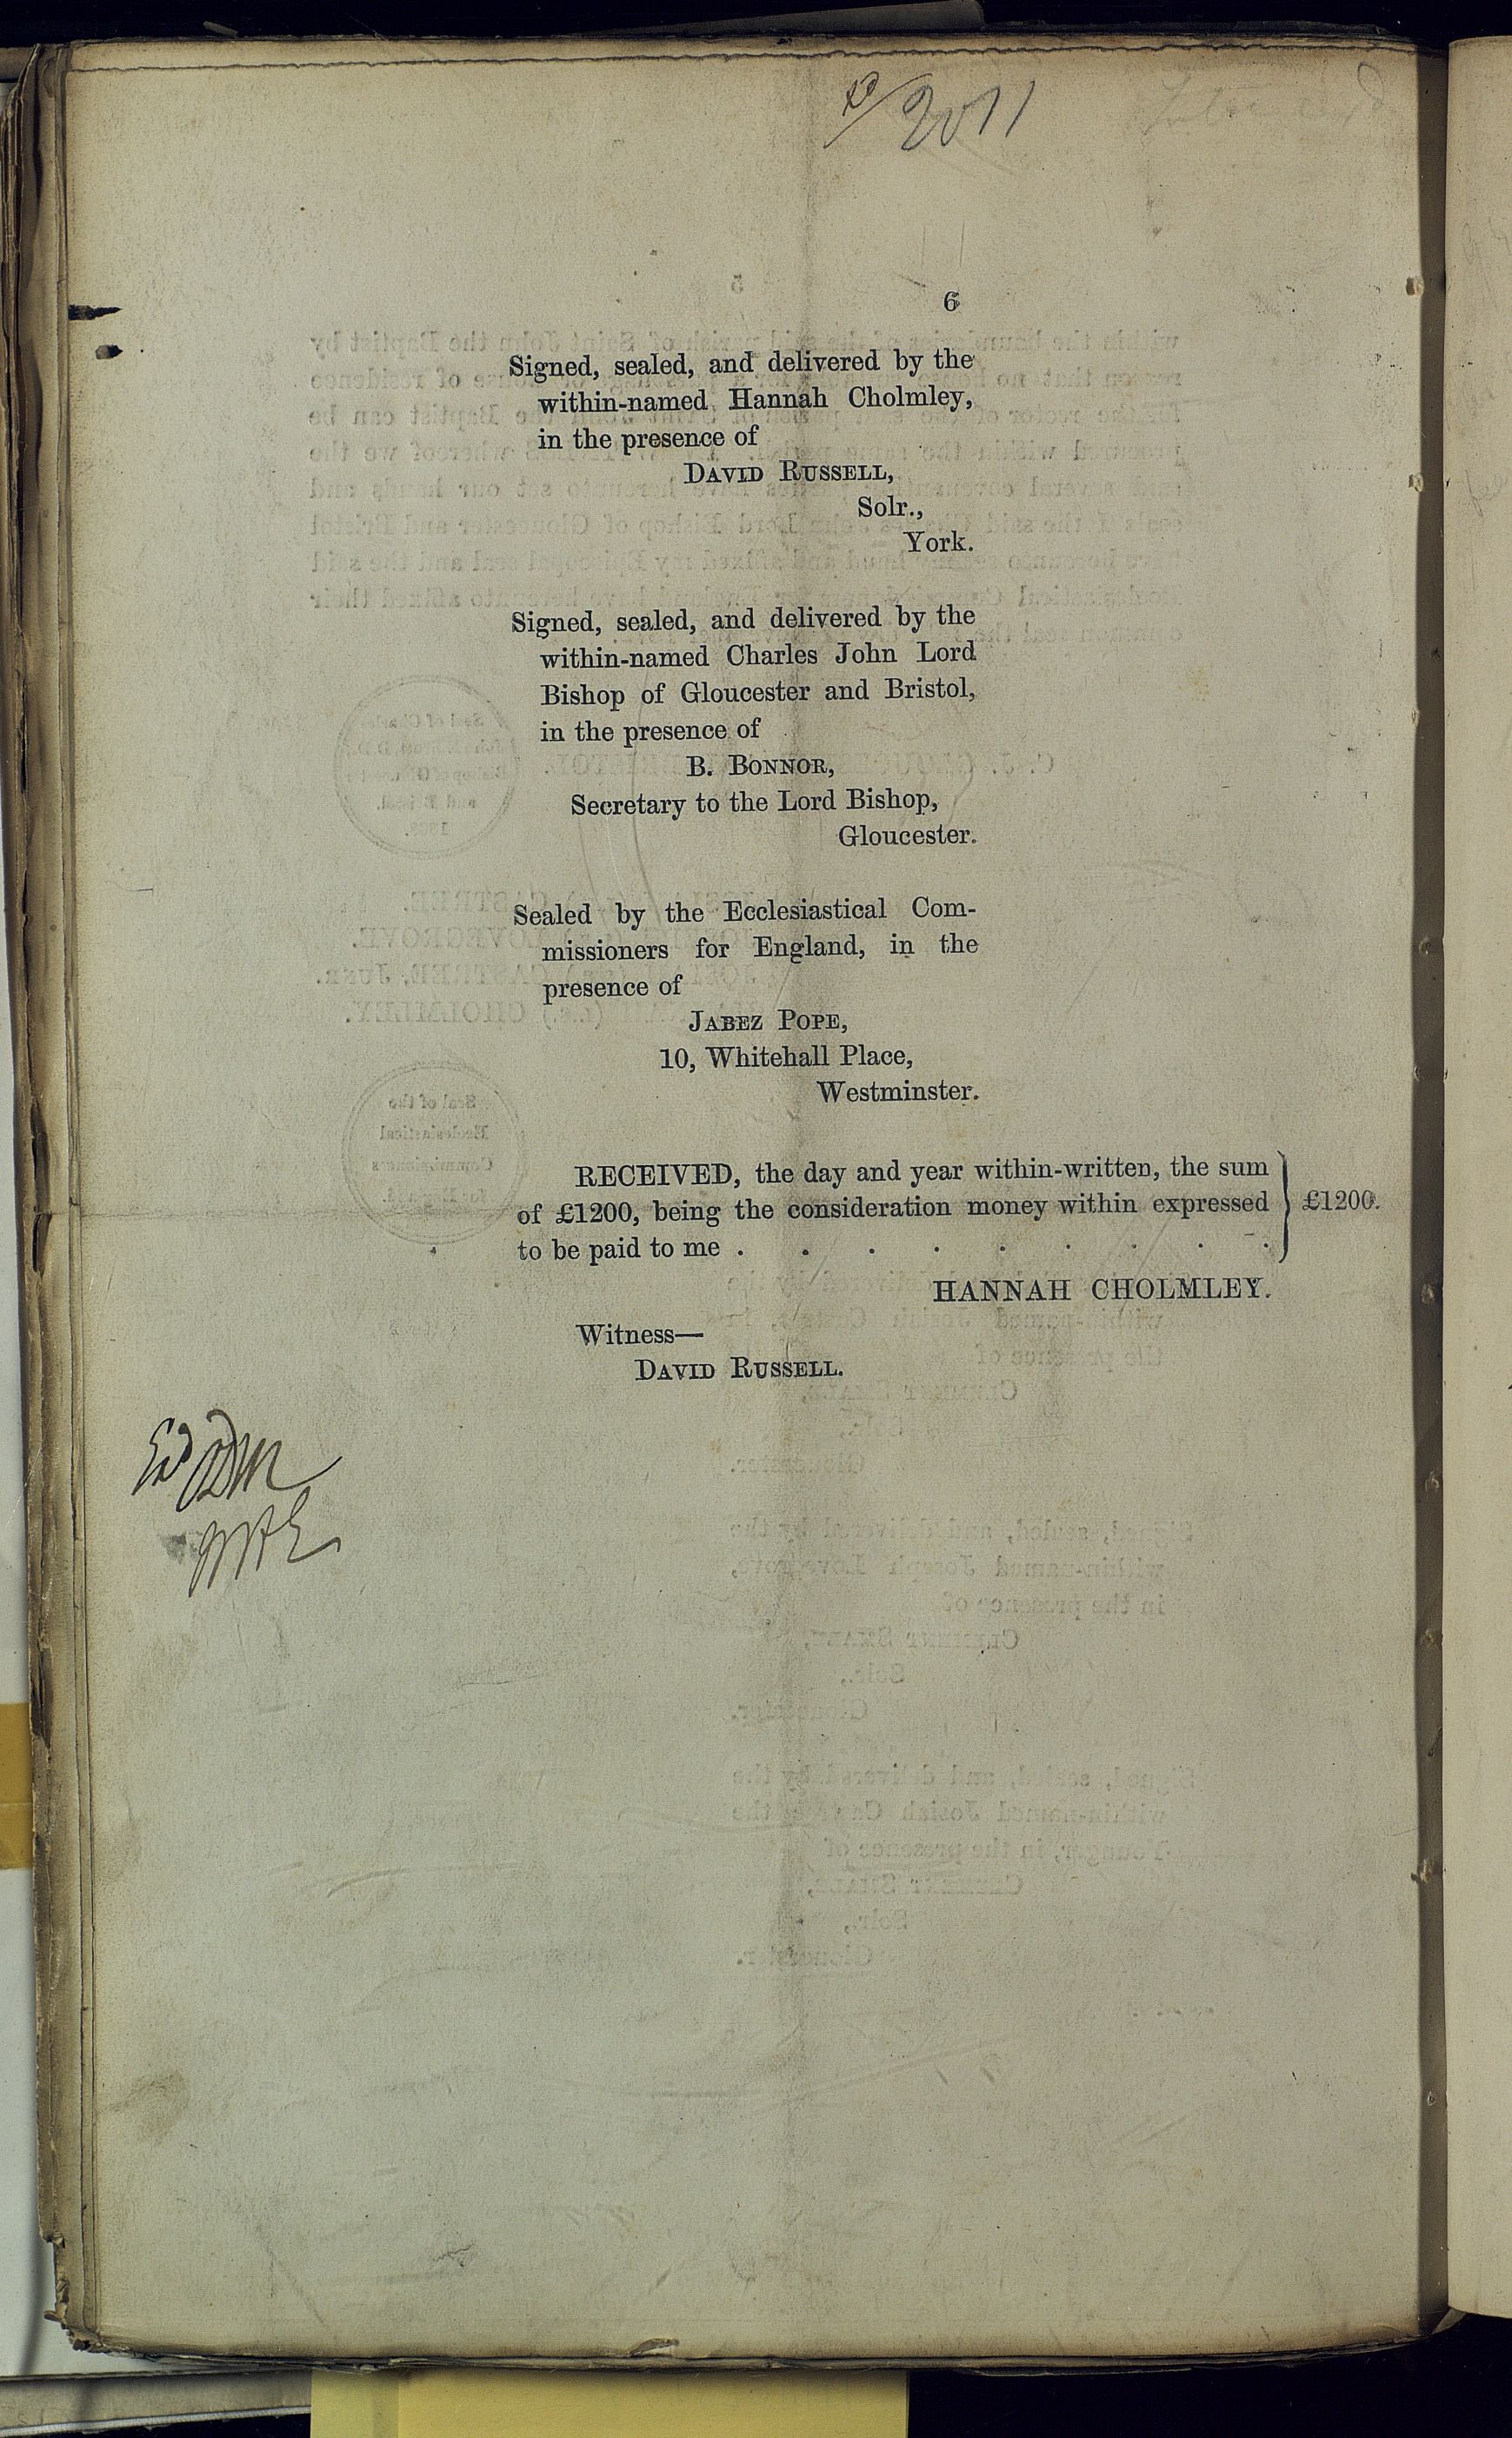 2011
6
Signed, sealed, and delivered by the
within-named Hannah Cholmley,
in the presence of
DAVID RUSSELL,
Solr.,
York.
Signed, sealed, and delivered by the
within-named Charles John Lord
Bishop of Gloucester and Bristol,
in the presence of
B. BONNOR,
Secretary to the Lord Bishop,
Gloucester.
Sealed by the Ecclesiastical Com-
missioners for England, in the
presence of
JABEZ POPE,
10, Whitehall Place,
Westminster.
RECEIVED, the day and year within-written, the sum
of £1200, being the consideration money within expressed } £1200.
to be paid to me . . . . . . . . .
HANNAH CHOLMLEY.
Witness—
DAVID RUSSELL.